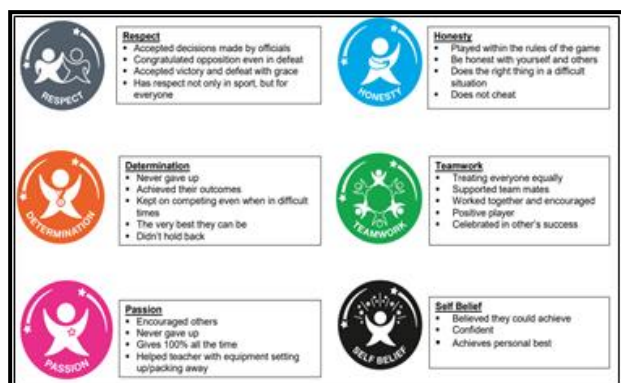 Respect
▪ Accepted decisions made by officials
▪ Congratulated opposition even in defeat
▪ Accepted victory and defeat with grace
▪ Has respect not only in sport, but for
everyone
RESPECT
Honesty
▪ Played within the rules of the game
▪ Be honest with yourself and others
▪ Does the right thing in a difficult
situation
▪ Does not cheat
HONESTY
Determination
▪ Never gave up
▪ Achieved their outcomes
▪ Kept on competing even when in difficult
times
▪ The very best they can be
▪ Didn't hold back
DETERMINATION
Teamwork
▪ Treating everyone equally
▪ Supported team mates
▪ Worked together and encouraged
▪ Positive player
▪ Celebrated in other's success
TEAMWORK
Passion
▪ Encouraged others
▪ Never gave up
▪ Gives 100% all the time
▪ Helped teacher with equipment setting
up/packing away
PASSION
Self Belief
▪ Believed they could achieve
▪ Confident
▪ Achieves personal best
SELF BELIEF